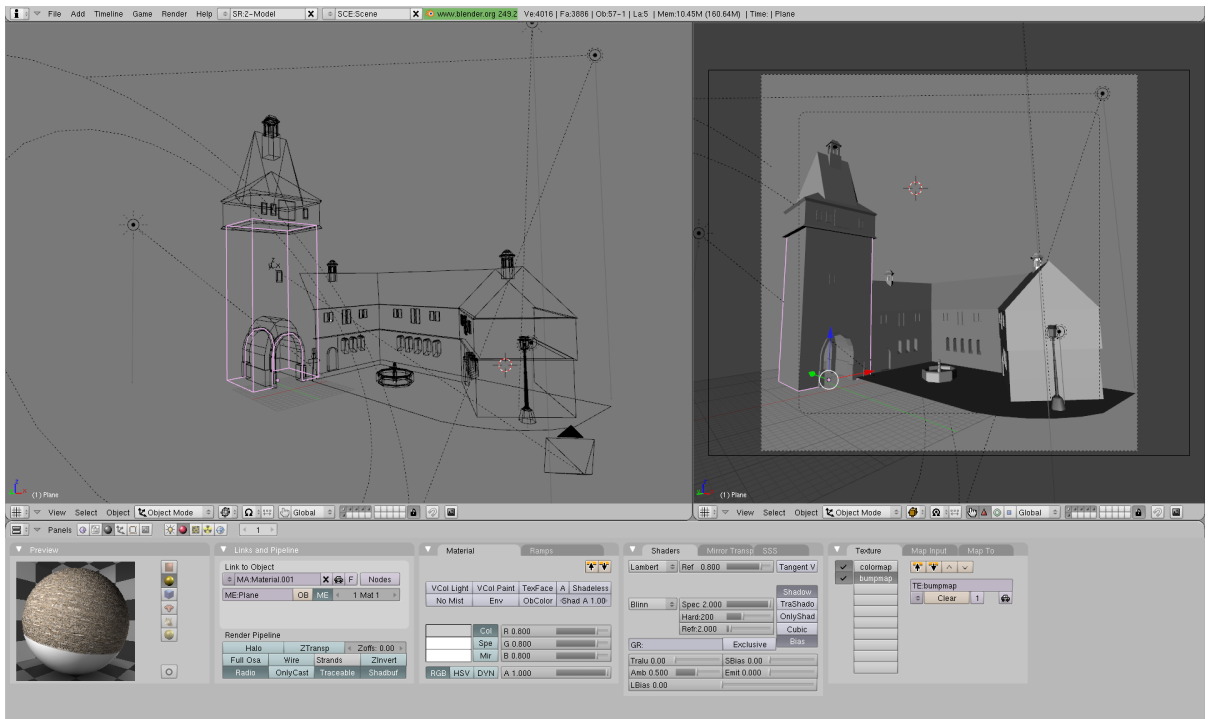 File Add Timeline Game Render Help SR:2-Model X SCE:Scene X www.blender.org 249.2 Ve:4016 | Fa:3886 | Ob:57-1 | La:5 | Mem:10.45M (160.64M) | Time: | Plane
(1) Plane
(1) Plane
View Select Object Object Mode Global
View Select Object Object Mode Global
Panels 1
Preview
Links and Pipeline
Link to Object
MA:Material.001 X F Nodes
ME:Plane OB ME 1 Mat 1
Render Pipeline
Halo ZTransp Zoffs: 0.00
Full Osa Wire Strands ZInvert
Radio OnlyCast Traceable Shadbuf
Material Ramps
VCol Light VCol Paint TexFace A Shadeless
No Mist Env ObColor Shad A 1.00
Col R 0.800
Spe G 0.800
Mir B 0.800
RGB HSV DYN A 1.000
Shaders Mirror Transp SSS
Lambert Ref 0.800 Tangent V
Shadow
Blinn Spec 2.000 TraShado
Hard:200 OnlyShad
Refr:2.000 Cubic
GR: Exclusive Bias
Tralu 0.00 SBias 0.00
Amb 0.500 Emit 0.000
LBias 0.00
Texture Map Input Map To
colormap
bumpmap
TE:bumpmap
Clear 1